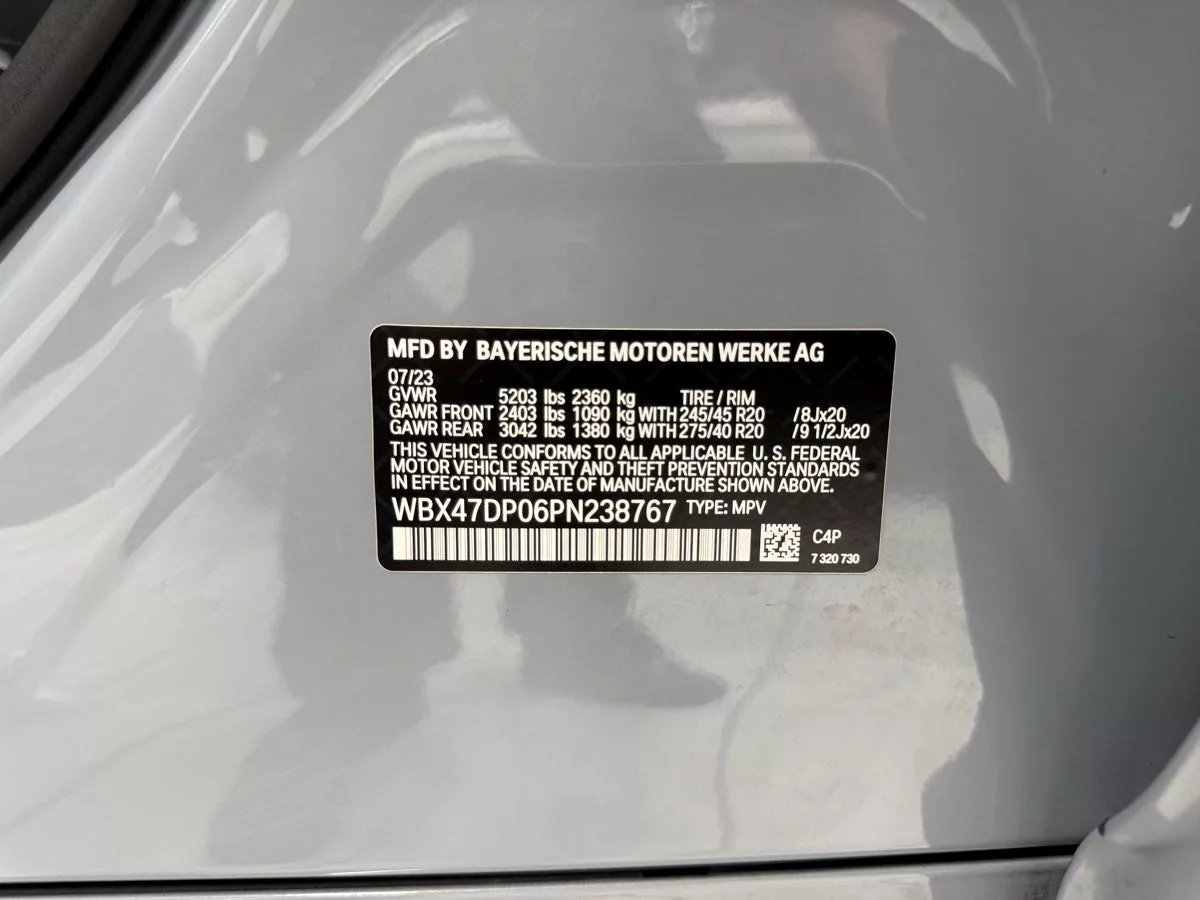 MFD BY BAYERISCHE MOTOREN WERKE AG
07/23
GVWR 5203 lbs 2360 kg TIRE / RIM
GAWR FRONT 2403 lbs 1090 kg WITH 245/45 R20 /8Jx20
GAWR REAR 3042 lbs 1380 kg WITH 275/40 R20 /9 1/2Jx20
THIS VEHICLE CONFORMS TO ALL APPLICABLE U. S. FEDERAL
MOTOR VEHICLE SAFETY AND THEFT PREVENTION STANDARDS
IN EFFECT ON THE DATE OF MANUFACTURE SHOWN ABOVE.
WBX47DP06PN238767 TYPE: MPV
C4P
7 320 730